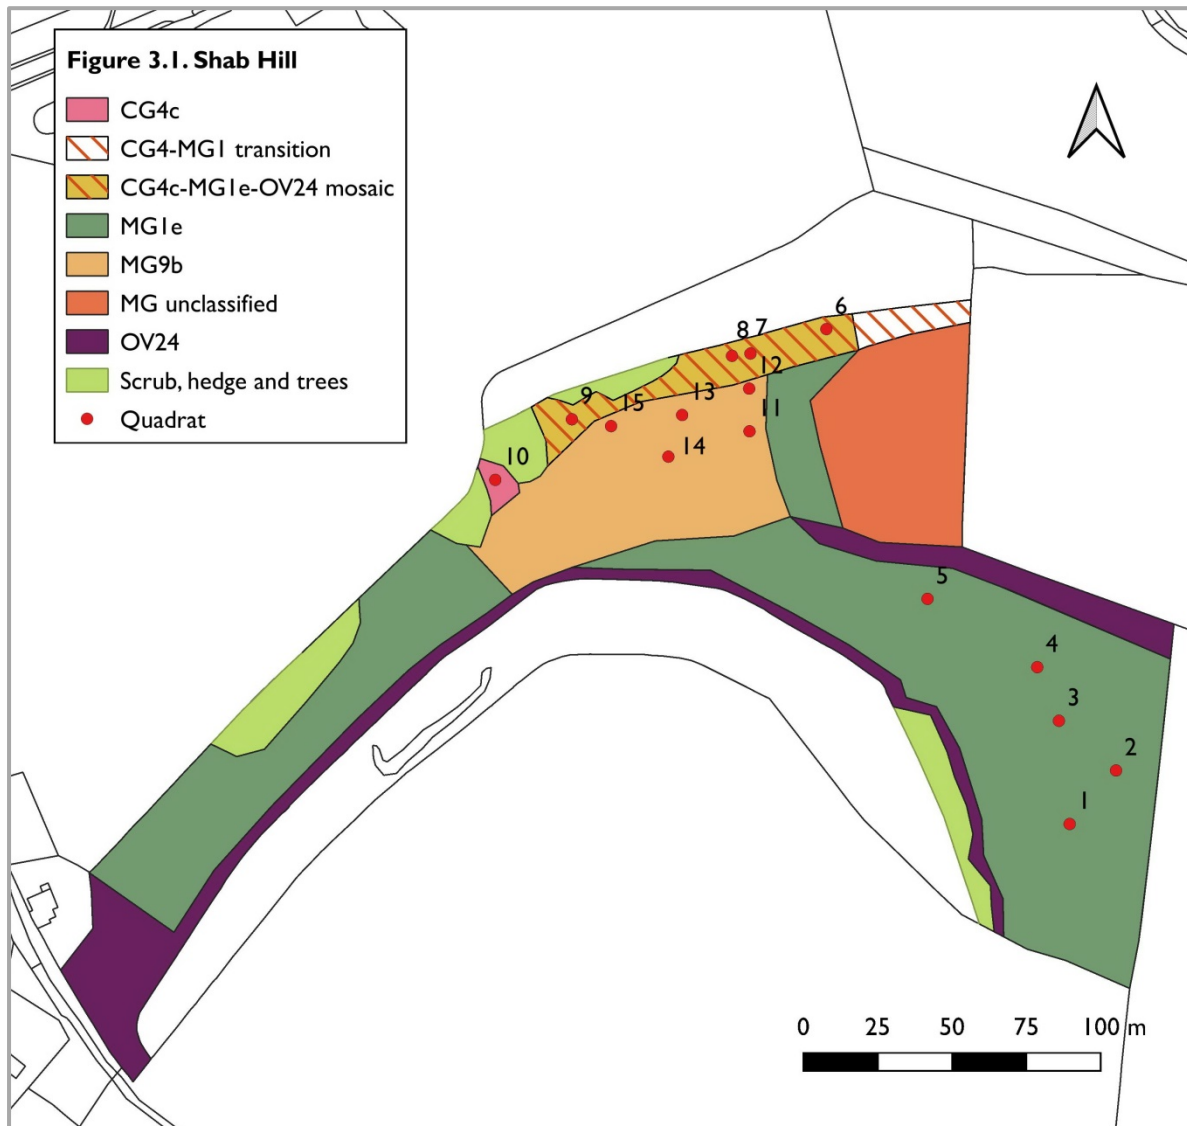 Figure 3.1. Shab Hill
CG4c
CG4-MG1 transition
CG4c-MG1e-OV24 mosaic
MG1e
MG9b
MG unclassified
OV24
Scrub, hedge and trees
Quadrat
6
8 7
12
13
9
15
11
14
10
5
4
3
2
1
0 25 50 75 100 m